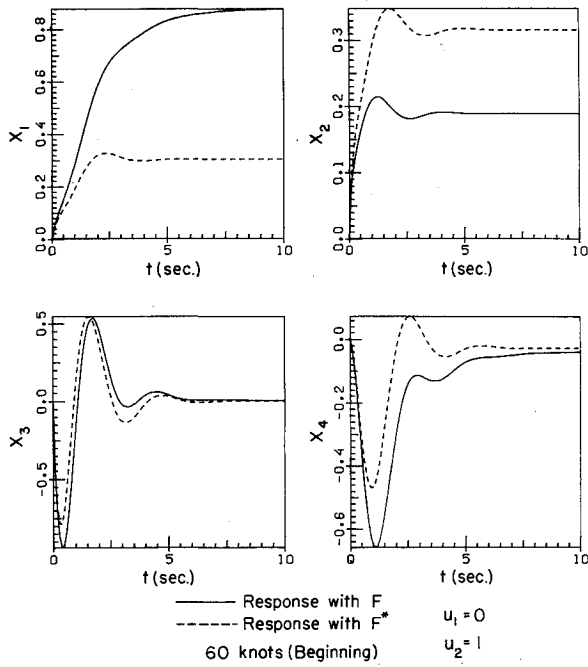 0.8
0.6
0.4
0.2
0.0
X₁
0
5
10
t (sec.)
0.3
0.2
0.1
0.0
X₂
0
5
10
t (sec.)
0.5
0.0
-0.5
X₃
0
5
10
t (sec.)
0.0
-0.2
-0.4
-0.6
X₄
0
5
10
t (sec.)
Response with F
Response with F*
60 knots (Beginning)
u₁ = 0
u₂ = 1